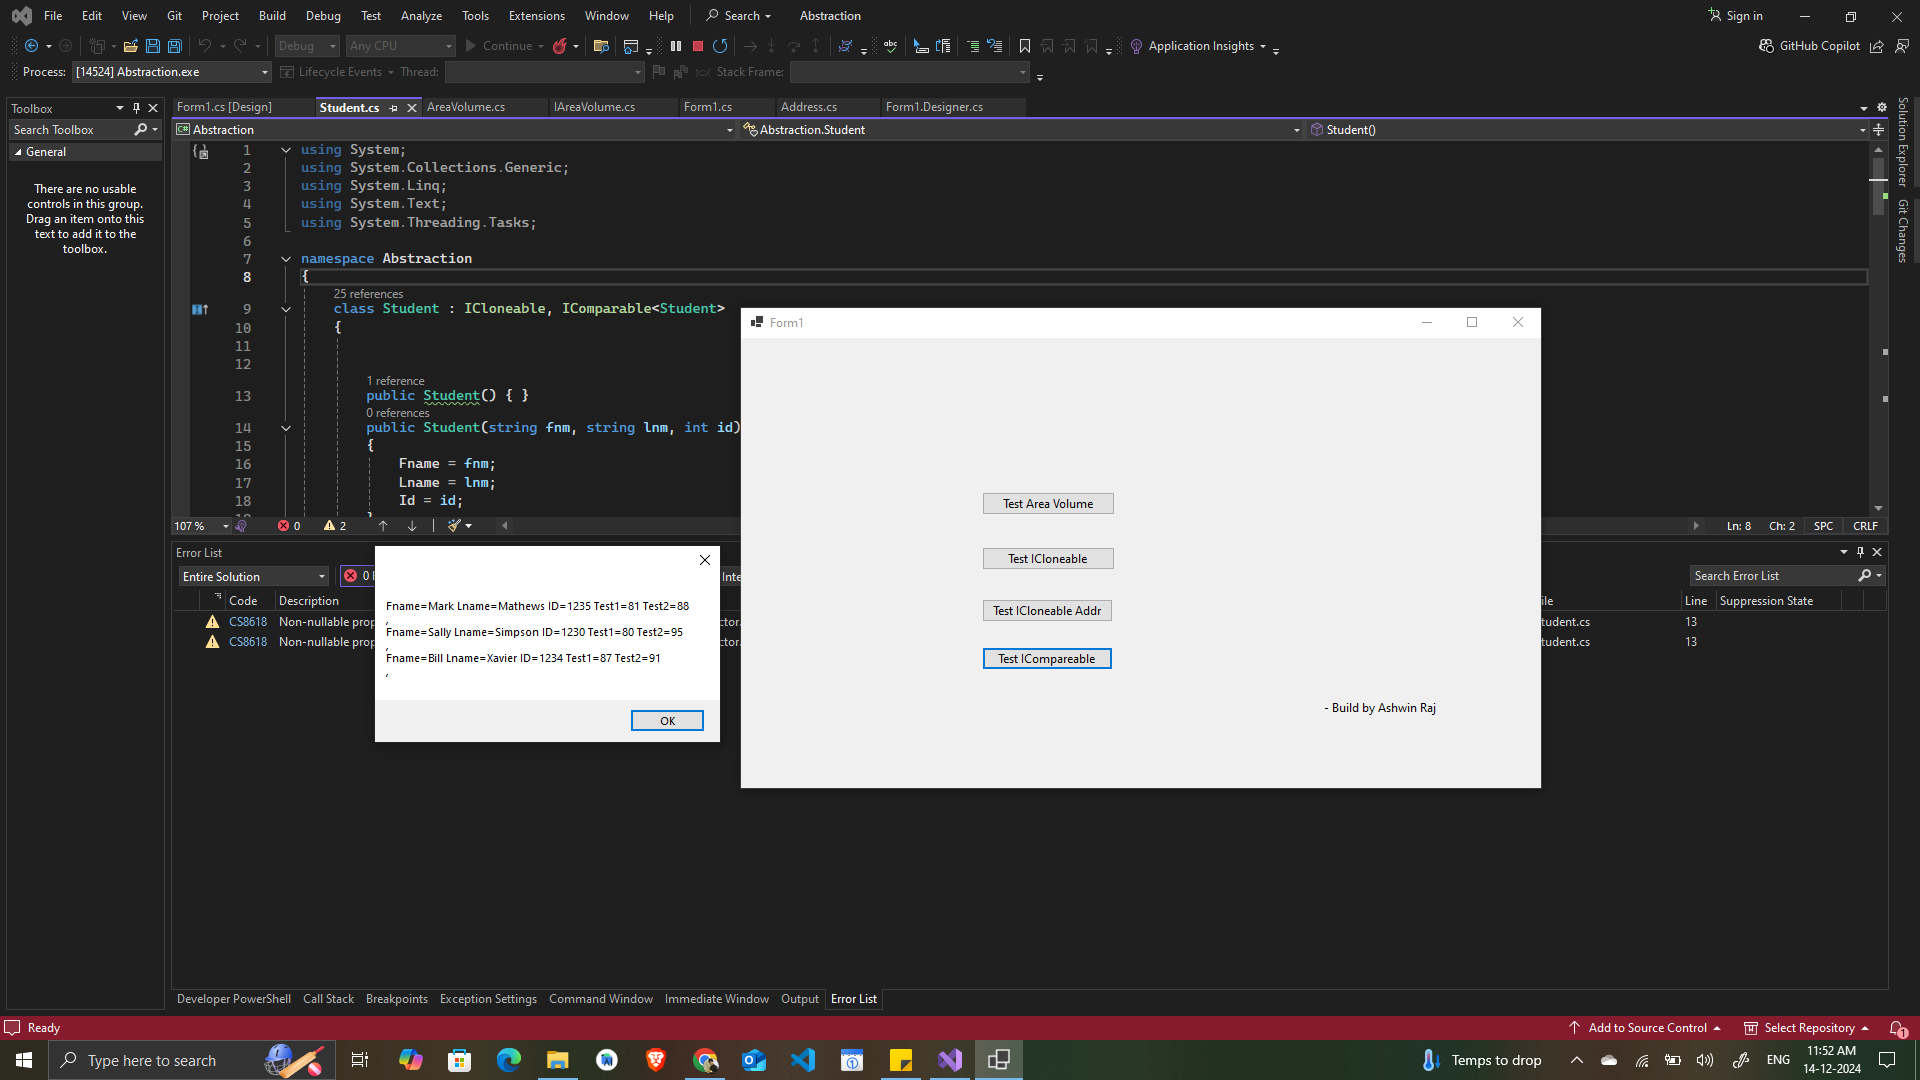 File Edit View Git Project Build Debug Test Analyze Tools Extensions Window Help Search Abstraction Sign in
Debug Any CPU Continue Application Insights GitHub Copilot
Process: [14524] Abstraction.exe Lifecycle Events Thread: Stack Frame:
Toolbox
Search Toolbox
General
There are no usable
controls in this group.
Drag an item onto this
text to add it to the
toolbox.
Form1.cs [Design] Student.cs AreaVolume.cs IAreaVolume.cs Form1.cs Address.cs Form1.Designer.cs
C# Abstraction Abstraction.Student Student()
1 using System;
2 using System.Collections.Generic;
3 using System.Linq;
4 using System.Text;
5 using System.Threading.Tasks;
6
7 namespace Abstraction
8 {
25 references
9 class Student : ICloneable, IComparable<Student>
10 {
11
12
1 reference
13 public Student() { }
0 references
14 public Student(string fnm, string lnm, int id)
15 {
16 Fname = fnm;
17 Lname = lnm;
18 Id = id;
107 % 0 2 Ln: 8 Ch: 2 SPC CRLF
Solution Explorer
Git Changes
Form1
Test Area Volume
Test ICloneable
Test ICloneable Addr
Test ICompareable
- Build by Ashwin Raj
Error List
Entire Solution 0 Inte Search Error List
Code Description ile Line Suppression State
CS8618 Non-nullable prop ctor. tudent.cs 13
CS8618 Non-nullable prop ctor. tudent.cs 13
Fname=Mark Lname=Mathews ID=1235 Test1=81 Test2=88
,
Fname=Sally Lname=Simpson ID=1230 Test1=80 Test2=95
,
Fname=Bill Lname=Xavier ID=1234 Test1=87 Test2=91
,
OK
Developer PowerShell Call Stack Breakpoints Exception Settings Command Window Immediate Window Output Error List
Ready Add to Source Control Select Repository 1
Type here to search Temps to drop ENG 11:52 AM
14-12-2024